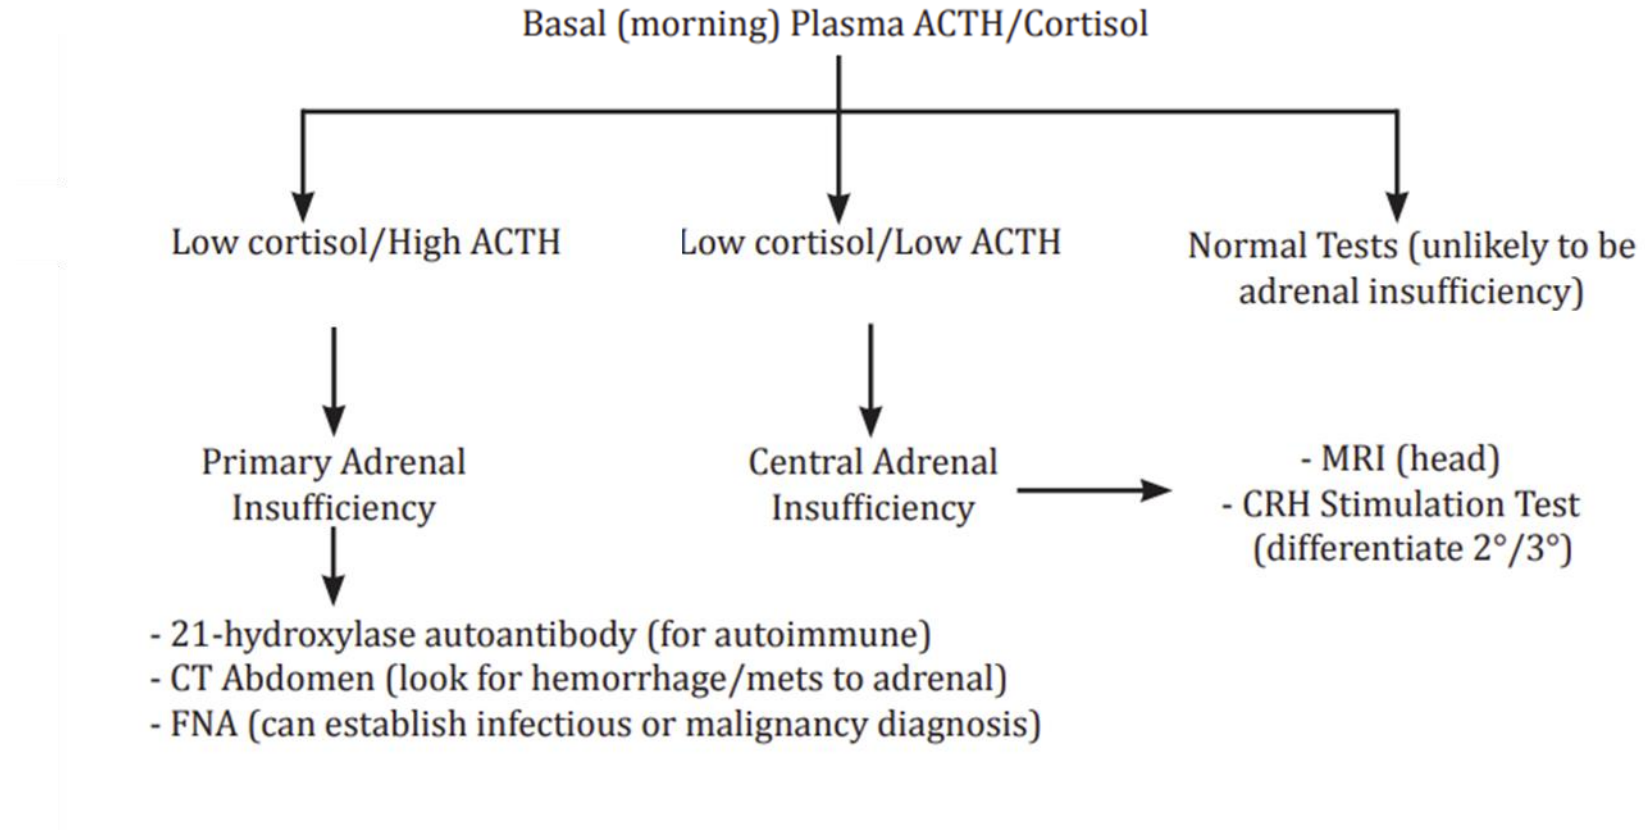 Basal (morning) Plasma ACTH/Cortisol
Low cortisol/High ACTH
Low cortisol/Low ACTH
Normal Tests (unlikely to be
adrenal insufficiency)
Primary Adrenal
Insufficiency
Central Adrenal
Insufficiency
- MRI (head)
- CRH Stimulation Test
(differentiate 2°/3°)
- 21-hydroxylase autoantibody (for autoimmune)
- CT Abdomen (look for hemorrhage/mets to adrenal)
- FNA (can establish infectious or malignancy diagnosis)